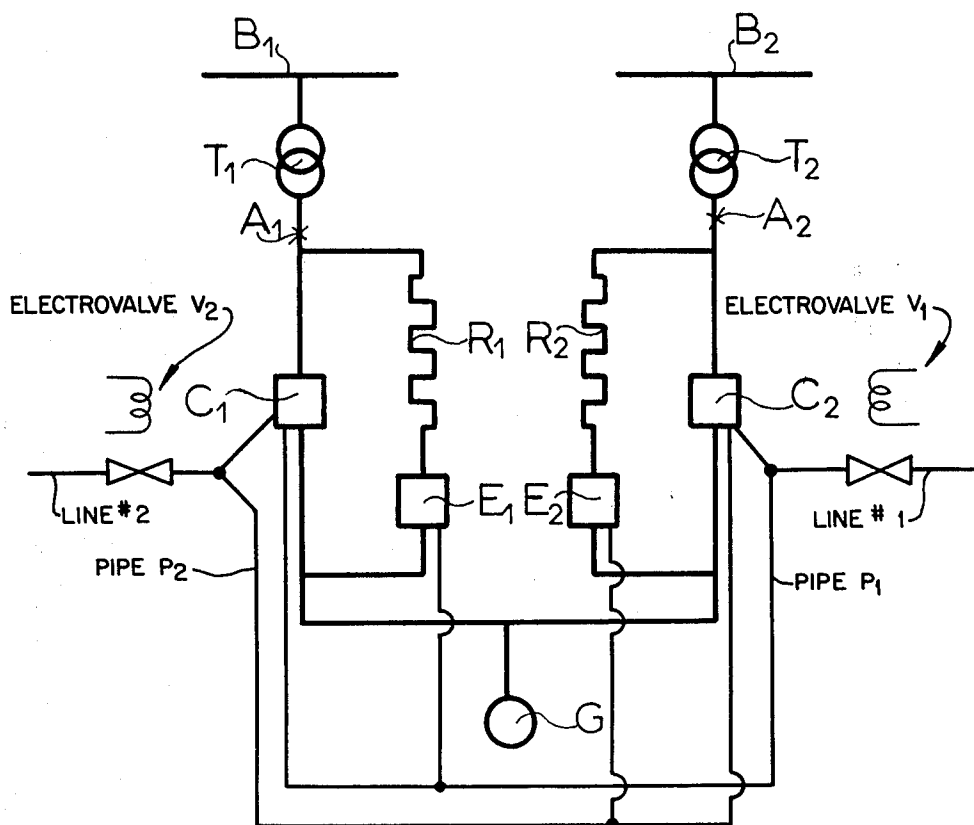 B₁
B₂
T₁
T₂
A₁
A₂
ELECTROVALVE V₂
ELECTROVALVE V₁
R₁
R₂
C₁
C₂
E₁
E₂
LINE #2
LINE #1
PIPE P₂
PIPE P₁
G